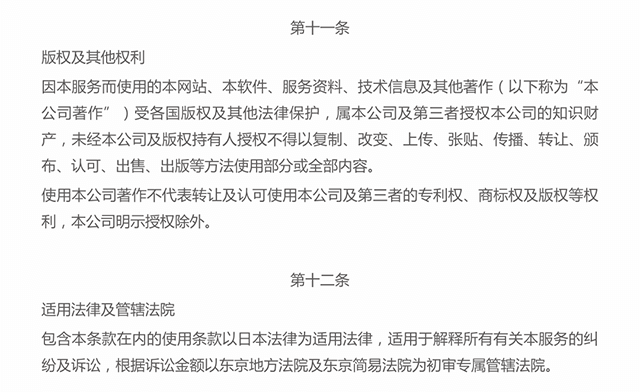 第十一条
版权及其他权利
因本服务而使用的本网站、本软件、服务资料、技术信息及其他著作（以下称为“本
公司著作”）受各国版权及其他法律保护，属本公司及第三者授权本公司的知识财
产，未经本公司及版权持有人授权不得以复制、改变、上传、张贴、传播、转让、颁
布、认可、出售、出版等方法使用部分或全部内容。
使用本公司著作不代表转让及认可使用本公司及第三者的专利权、商标权及版权等权
利，本公司明示授权除外。
第十二条
适用法律及管辖法院
包含本条款在内的使用条款以日本法律为适用法律，适用于解释所有有关本服务的纠
纷及诉讼，根据诉讼金额以东京地方法院及东京简易法院为初审专属管辖法院。